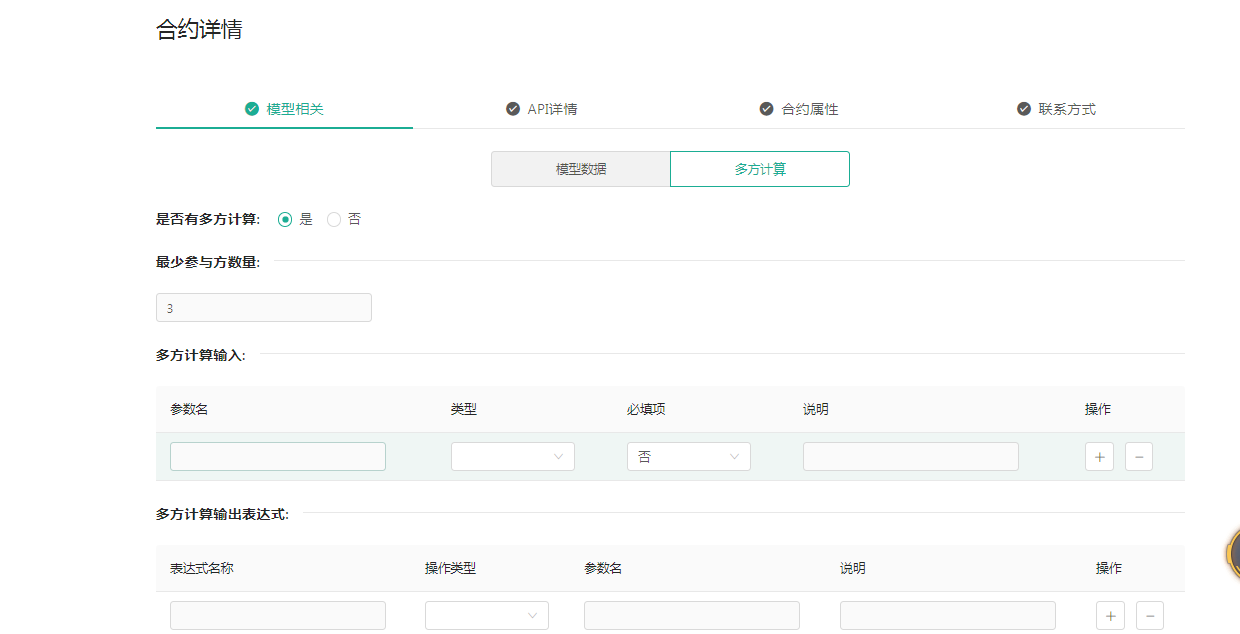 合约详情
模型相关 API详情 合约属性 联系方式
模型数据 多方计算
是否有多方计算: 是 否
最少参与方数量:
3
多方计算输入:
参数名 类型 必填项 说明 操作
否 + −
多方计算输出表达式:
表达式名称 操作类型 参数名 说明 操作
+ −